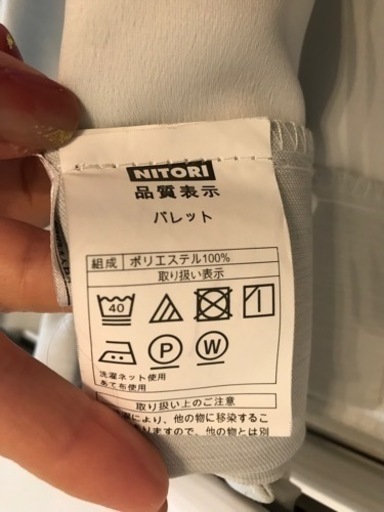 NITORI
品質表示
パレット
組成 ポリエステル100%
取り扱い表示
40
P W
洗濯ネット使用
あて布使用
取り扱い上のご注意
により、他の物に移染するこ
りますので、他の物とは別